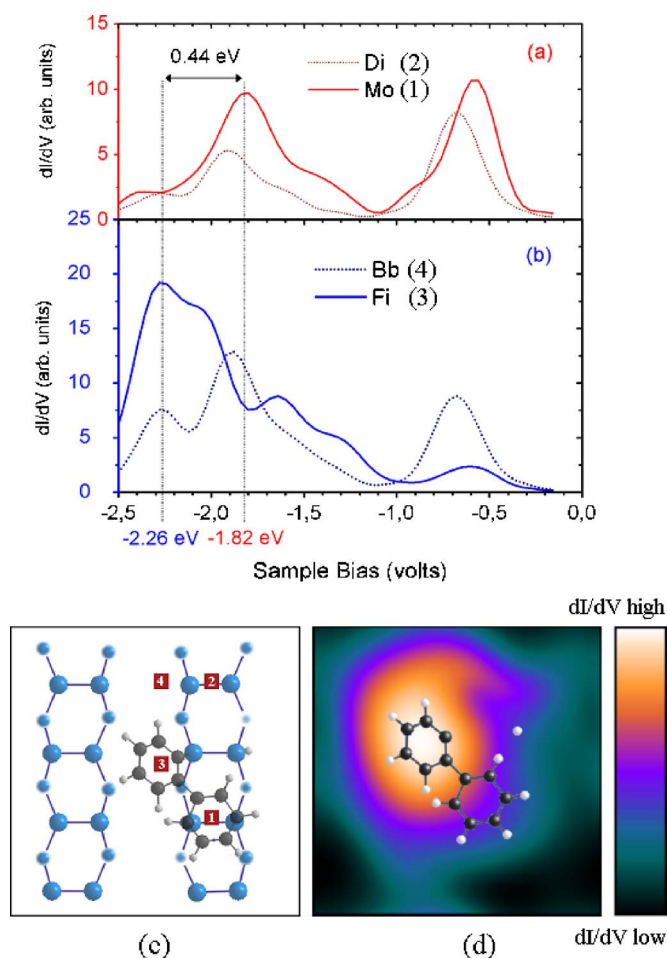 15
0.44 eV
(a)
Di (2)
Mo (1)
10
dI/dV (arb. units)
5
0
25
(b)
Bb (4)
Fi (3)
20
15
dI/dV (arb. units)
10
5
0
-2,5 -2,0 -1,5 -1,0 -0,5 0,0
-2.26 eV -1.82 eV
Sample Bias (volts)
dI/dV high
4 2
3
1
dI/dV low
(c) (d)